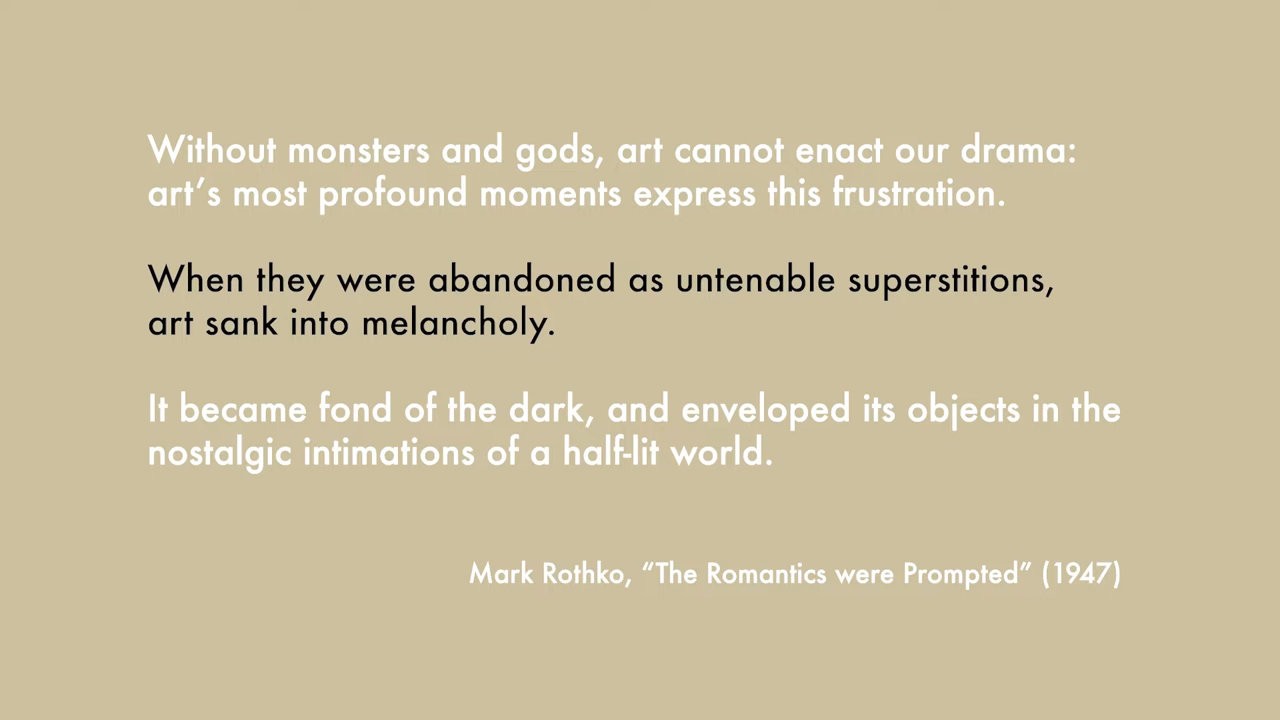 Without monsters and gods, art cannot enact our drama:
art’s most profound moments express this frustration.
When they were abandoned as untenable superstitions,
art sank into melancholy.
It became fond of the dark, and enveloped its objects in the
nostalgic intimations of a half-lit world.
Mark Rothko, “The Romantics were Prompted” (1947)